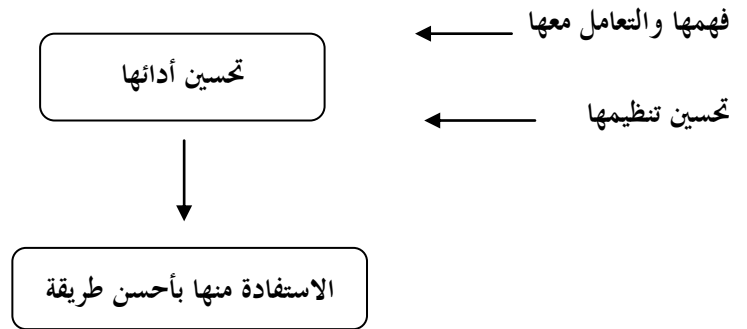 فهمها والتعامل معها
تحسين أدائها
تحسين تنظيمها
الاستفادة منها بأحسن طريقة